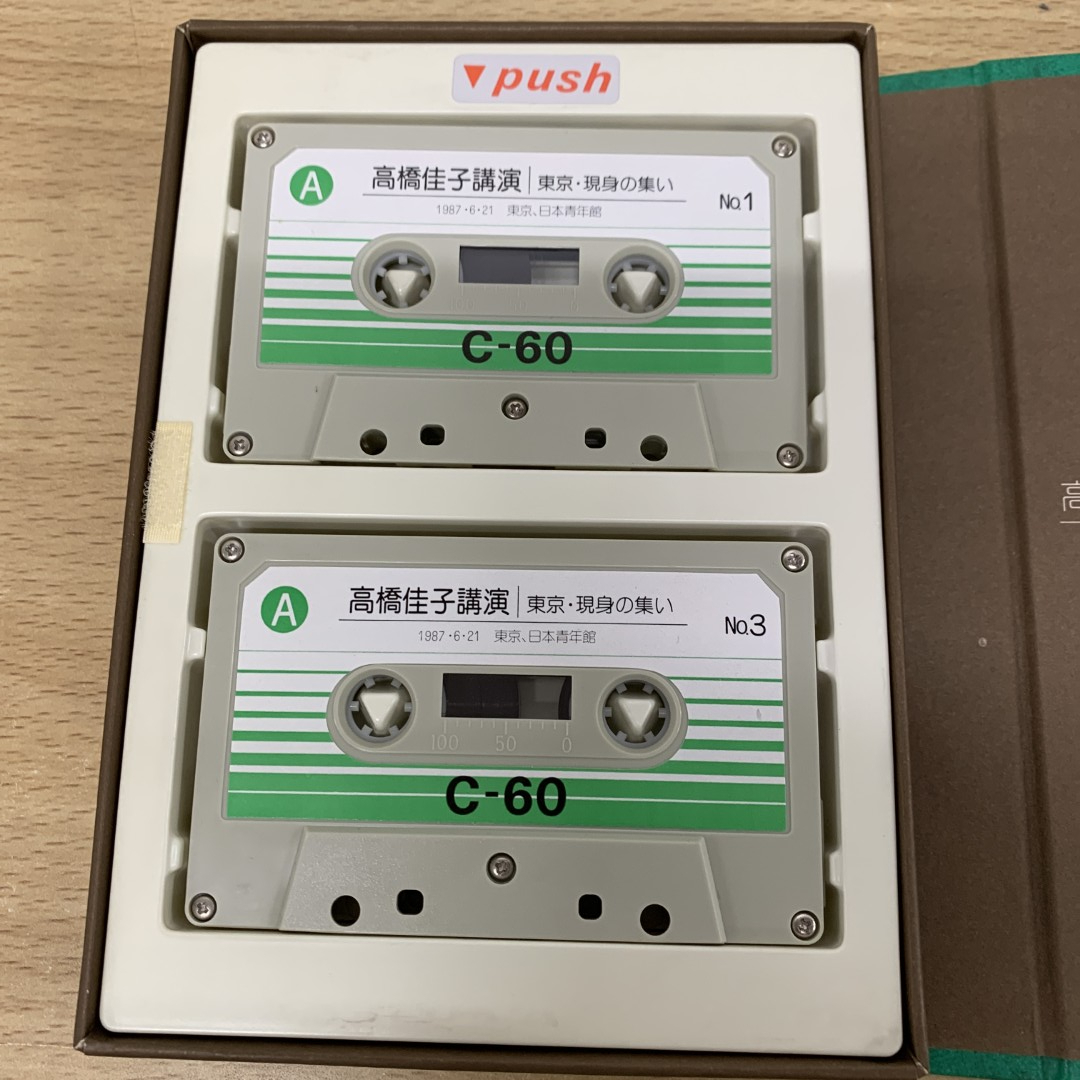 ▼push
A
高橋佳子講演|東京・現身の集い
No.1
1987・6・21 東京、日本青年館
C-60
高
A
高橋佳子講演|東京・現身の集い
No.3
1987・6・21 東京、日本青年館
100 50 0
C-60